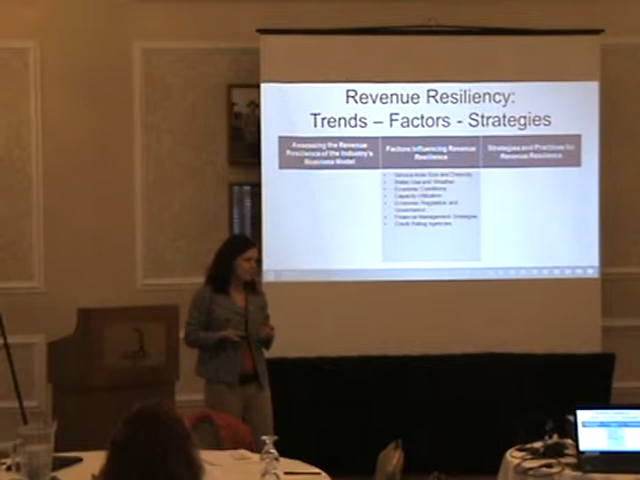 Revenue Resiliency:
Trends – Factors - Strategies
Assessing the Revenue
Resilience of the Industry's
Business Model
Factors Influencing Revenue
Resilience
Strategies and Practices for
Revenue Resilience
• Service Area Size and Diversity
• Water Use and Weather
• Economic Conditions
• Capacity Utilization
• Economic Regulation and
Governance
• Financial Management Strategies
• Credit Rating Agencies